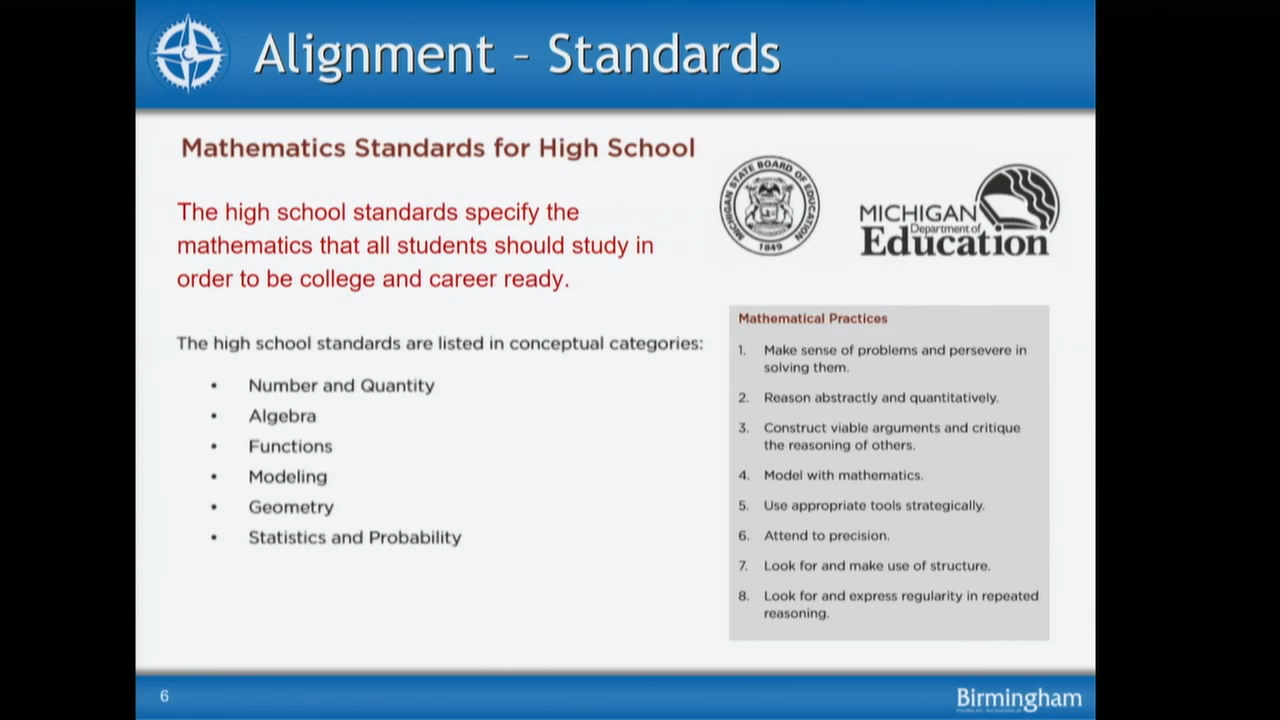 Alignment – Standards
Mathematics Standards for High School
The high school standards specify the
mathematics that all students should study in
order to be college and career ready.
MICHIGAN STATE BOARD OF EDUCATION
1849
MICHIGAN
Department of
Education
The high school standards are listed in conceptual categories:
• Number and Quantity
• Algebra
• Functions
• Modeling
• Geometry
• Statistics and Probability
Mathematical Practices
1. Make sense of problems and persevere in
solving them.
2. Reason abstractly and quantitatively.
3. Construct viable arguments and critique
the reasoning of others.
4. Model with mathematics.
5. Use appropriate tools strategically.
6. Attend to precision.
7. Look for and make use of structure.
8. Look for and express regularity in repeated
reasoning.
6
Birmingham
PUBLIC SCHOOLS